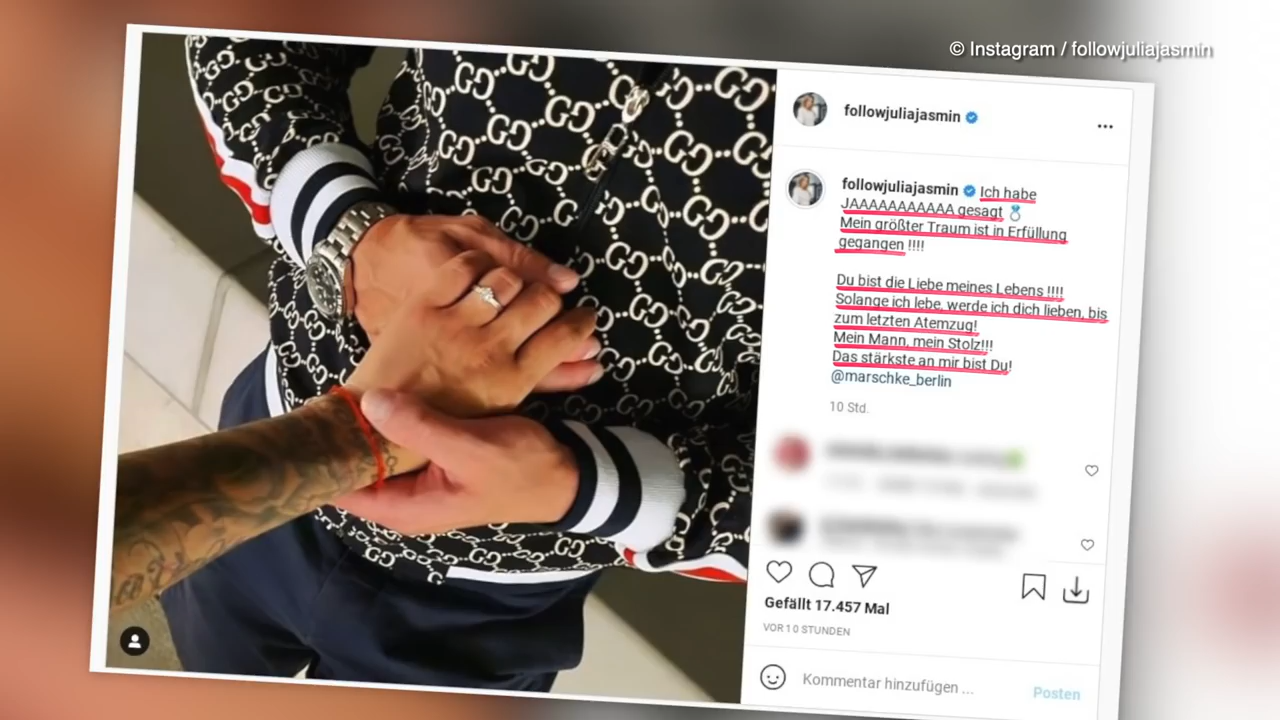 © Instagram / followjuliajasmin
followjuliajasmin
followjuliajasmin Ich habe
JAAAAAAAAAAA gesagt 💍
Mein größter Traum ist in Erfüllung
gegangen !!!!
Du bist die Liebe meines Lebens !!!!
Solange ich lebe, werde ich dich lieben, bis
zum letzten Atemzug!
Mein Mann, mein Stolz!!!
Das stärkste an mir bist Du!
@marschke_berlin
10 Std.
Gefällt 17.457 Mal
VOR 10 STUNDEN
Kommentar hinzufügen ...
Posten